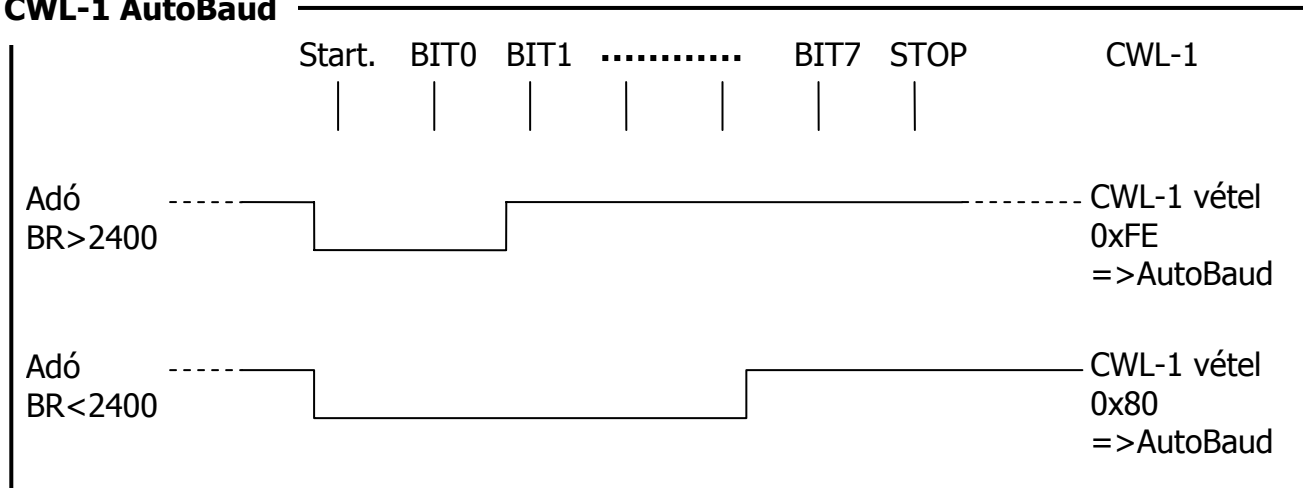 CWL-1 AutoBaud
Start. BIT0 BIT1 ............ BIT7 STOP CWL-1
Adó
BR>2400
CWL-1 vétel
0xFE
=>AutoBaud
Adó
BR<2400
CWL-1 vétel
0x80
=>AutoBaud